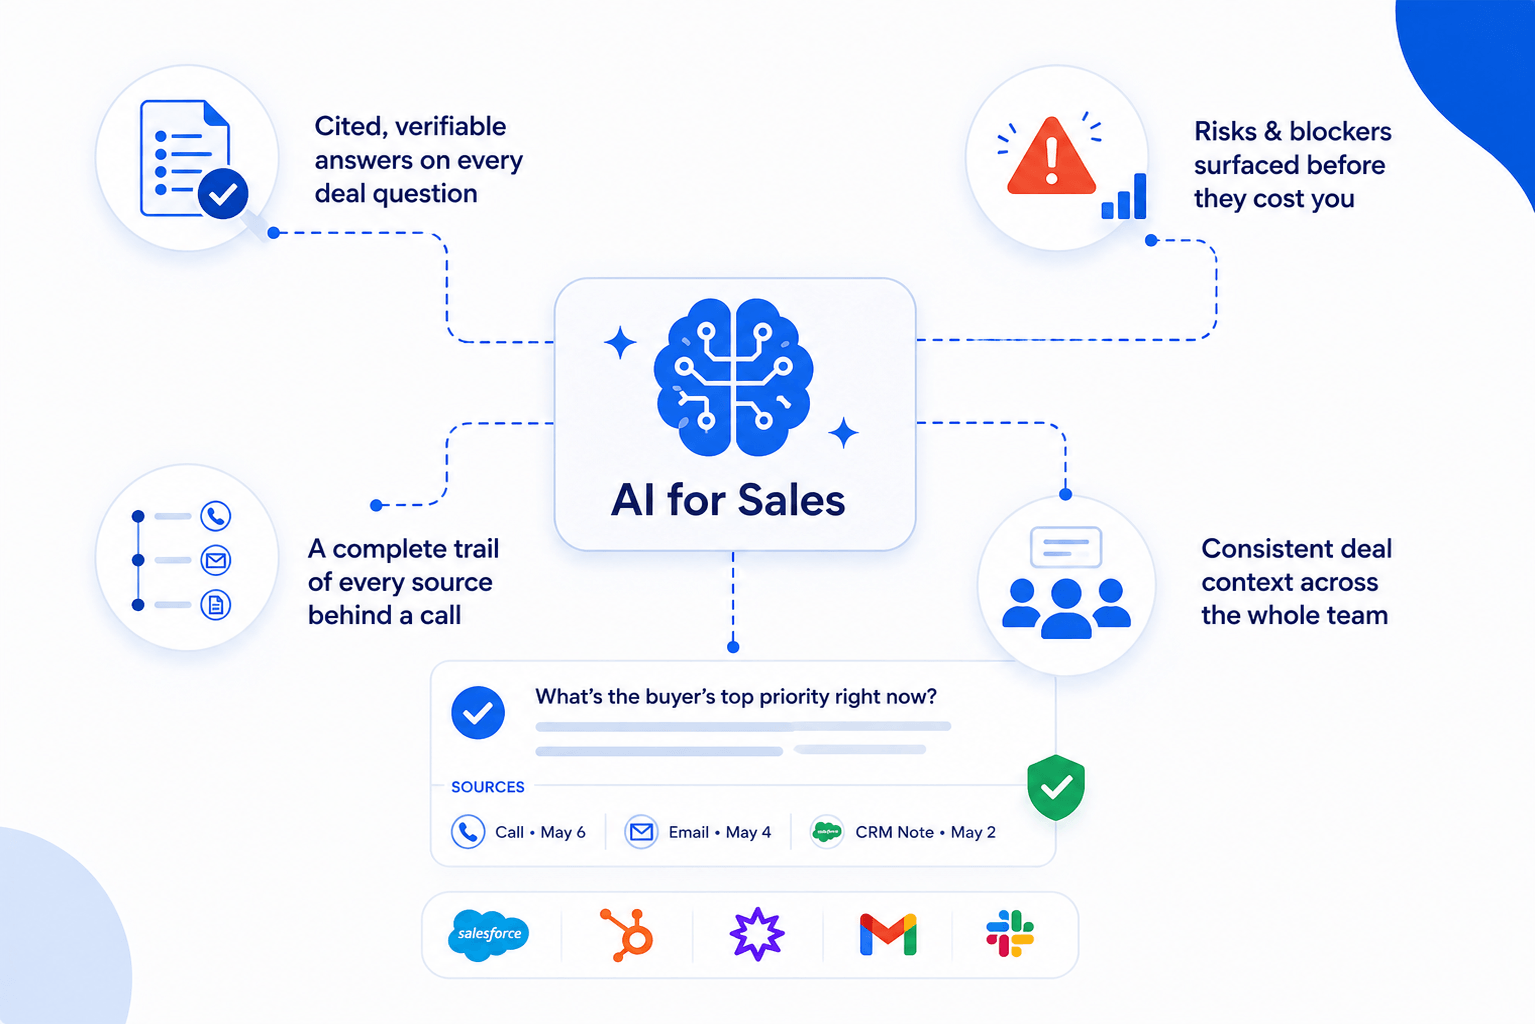 Cited, verifiable
answers on every
deal question
Risks & blockers
surfaced before
they cost you
AI for Sales
A complete trail
of every source
behind a call
Consistent deal
context across
the whole team
What's the buyer's top priority right now?
SOURCES
Call • May 6
Email • May 4
CRM Note • May 2
salesforce